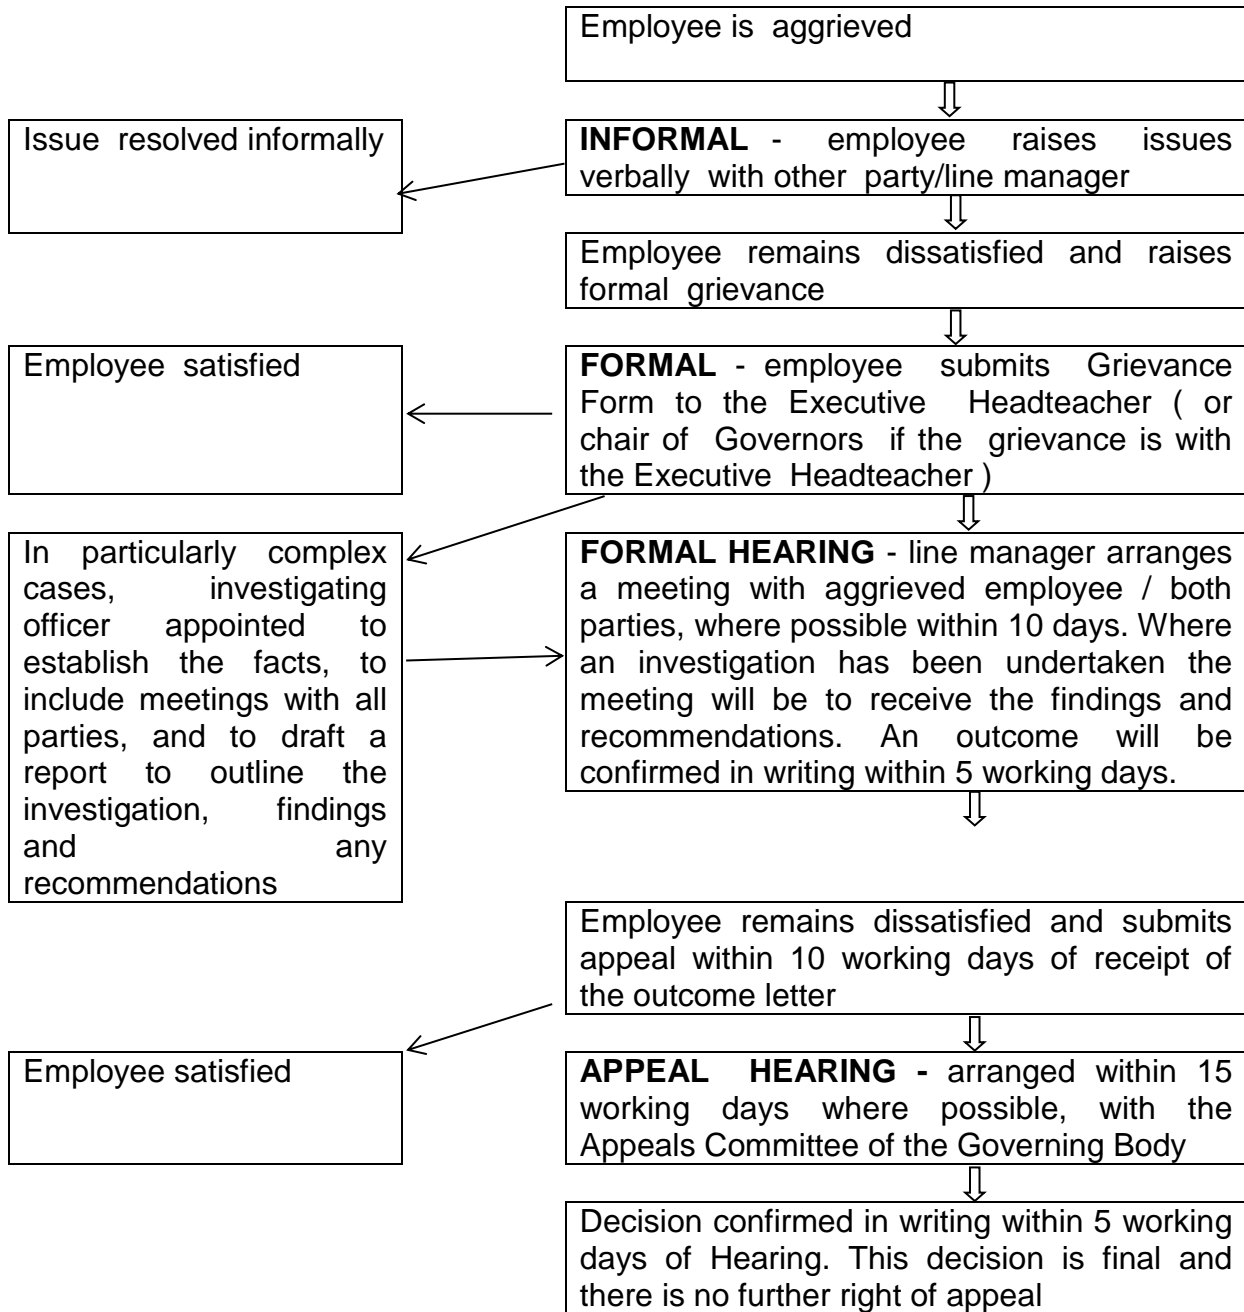 Employee is aggrieved
Issue resolved informally
INFORMAL - employee raises issues
verbally with other party/line manager
Employee remains dissatisfied and raises
formal grievance
Employee satisfied
FORMAL - employee submits Grievance
Form to the Executive Headteacher ( or
chair of Governors if the grievance is with
the Executive Headteacher )
In particularly complex
cases, investigating
officer appointed to
establish the facts, to
include meetings with all
parties, and to draft a
report to outline the
investigation, findings
and any
recommendations
FORMAL HEARING - line manager arranges
a meeting with aggrieved employee / both
parties, where possible within 10 days. Where
an investigation has been undertaken the
meeting will be to receive the findings and
recommendations. An outcome will be
confirmed in writing within 5 working days.
Employee remains dissatisfied and submits
appeal within 10 working days of receipt of
the outcome letter
Employee satisfied
APPEAL HEARING - arranged within 15
working days where possible, with the
Appeals Committee of the Governing Body
Decision confirmed in writing within 5 working
days of Hearing. This decision is final and
there is no further right of appeal